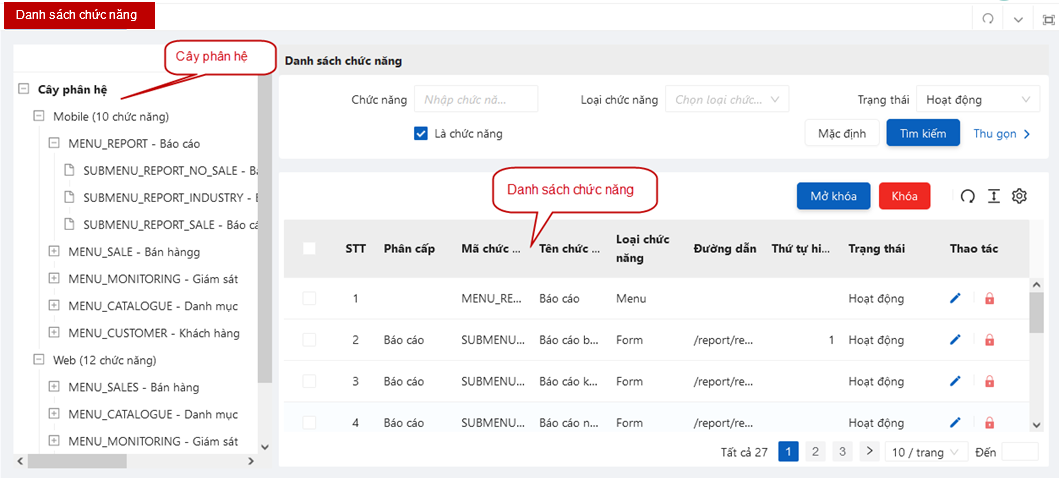 Danh sách chức năng
Cây phân hệ
Cây phân hệ
Mobile (10 chức năng)
MENU_REPORT - Báo cáo
SUBMENU_REPORT_NO_SALE - Bá
SUBMENU_REPORT_INDUSTRY - B
SUBMENU_REPORT_SALE - Báo cá
MENU_SALE - Bán hàngg
MENU_MONITORING - Giám sát
MENU_CATALOGUE - Danh mục
MENU_CUSTOMER - Khách hàng
Web (12 chức năng)
MENU_SALES - Bán hàng
MENU_CATALOGUE - Danh mục
MENU_MONITORING - Giám sát
Danh sách chức năng
Chức năng Nhập chức nă... Loại chức năng Chọn loại chức... Trạng thái Hoạt động
Là chức năng Mặc định Tìm kiếm Thu gọn
Danh sách chức năng
Mở khóa Khóa
STT Phân cấp Mã chức ... Tên chức ... Loại chức năng Đường dẫn Thứ tự hi... Trạng thái Thao tác
1 MENU_RE... Báo cáo Menu Hoạt động
2 Báo cáo SUBMENU... Báo cáo b... Form /report/re... 1 Hoạt động
3 Báo cáo SUBMENU... Báo cáo k... Form /report/re... Hoạt động
4 Báo cáo SUBMENU... Báo cáo n... Form /report/re... Hoạt động
Tất cả 27 1 2 3 10 / trang Đến